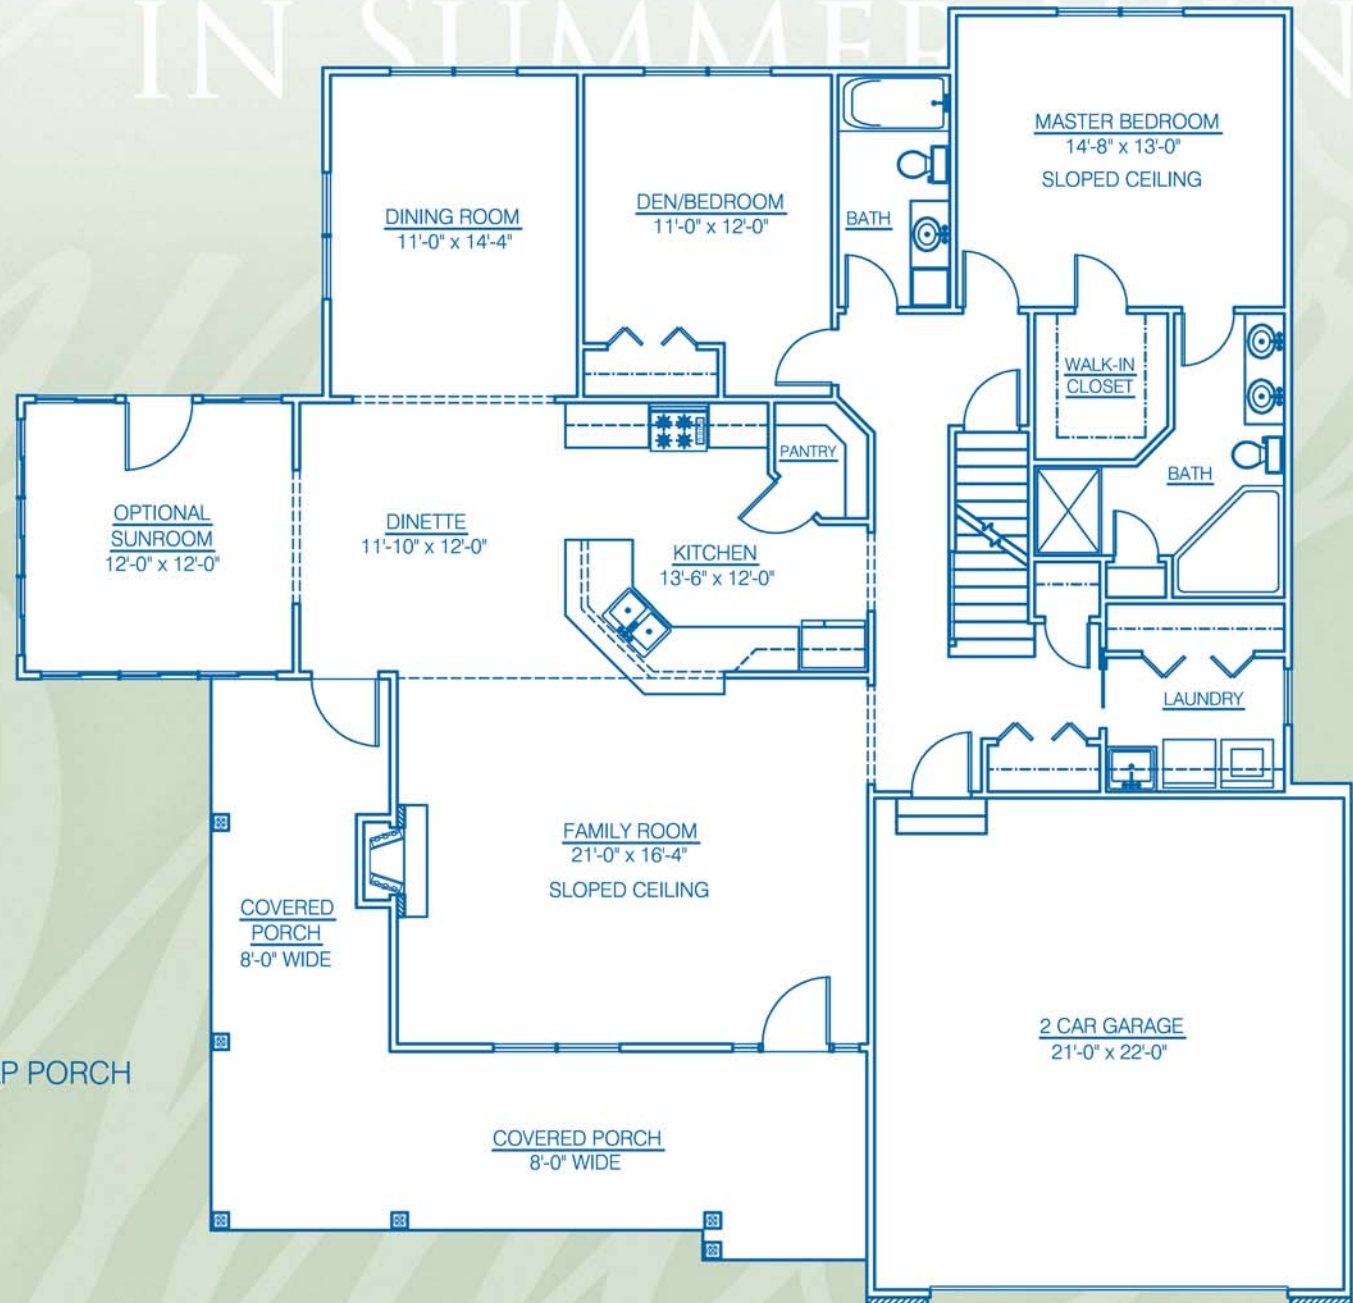 IN SUMMER
MASTER BEDROOM
14'-8" x 13'-0"
SLOPED CEILING
DINING ROOM
11'-0" x 14'-4"
DEN/BEDROOM
11'-0" x 12'-0"
BATH
WALK-IN
CLOSET
PANTRY
BATH
OPTIONAL
SUNROOM
12'-0" x 12'-0"
DINETTE
11'-10" x 12'-0"
KITCHEN
13'-6" x 12'-0"
LAUNDRY
FAMILY ROOM
21'-0" x 16'-4"
SLOPED CEILING
COVERED
PORCH
8'-0" WIDE
2 CAR GARAGE
21'-0" x 22'-0"
P PORCH
COVERED PORCH
8'-0" WIDE